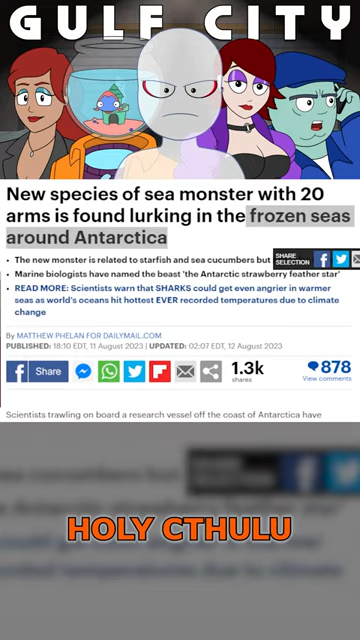 GULF CITY
New species of sea monster with 20
arms is found lurking in the frozen seas
around Antarctica
SHARE
SELECTION
The new monster is related to starfish and sea cucumbers but
Marine biologists have named the beast 'the Antarctic strawberry feather star'
READ MORE: Scientists warn that SHARKS could get even angrier in warmer
seas as world's oceans hit hottest EVER recorded temperatures due to climate
change
By MATTHEW PHELAN FOR DAILYMAIL.COM
PUBLISHED: 18:10 EDT, 11 August 2023 | UPDATED: 02:07 EDT, 12 August 2023
Share
1.3k
shares
878
View comments
Scientists trawling on board a research vessel off the coast of Antarctica have
HOLY CTHULU